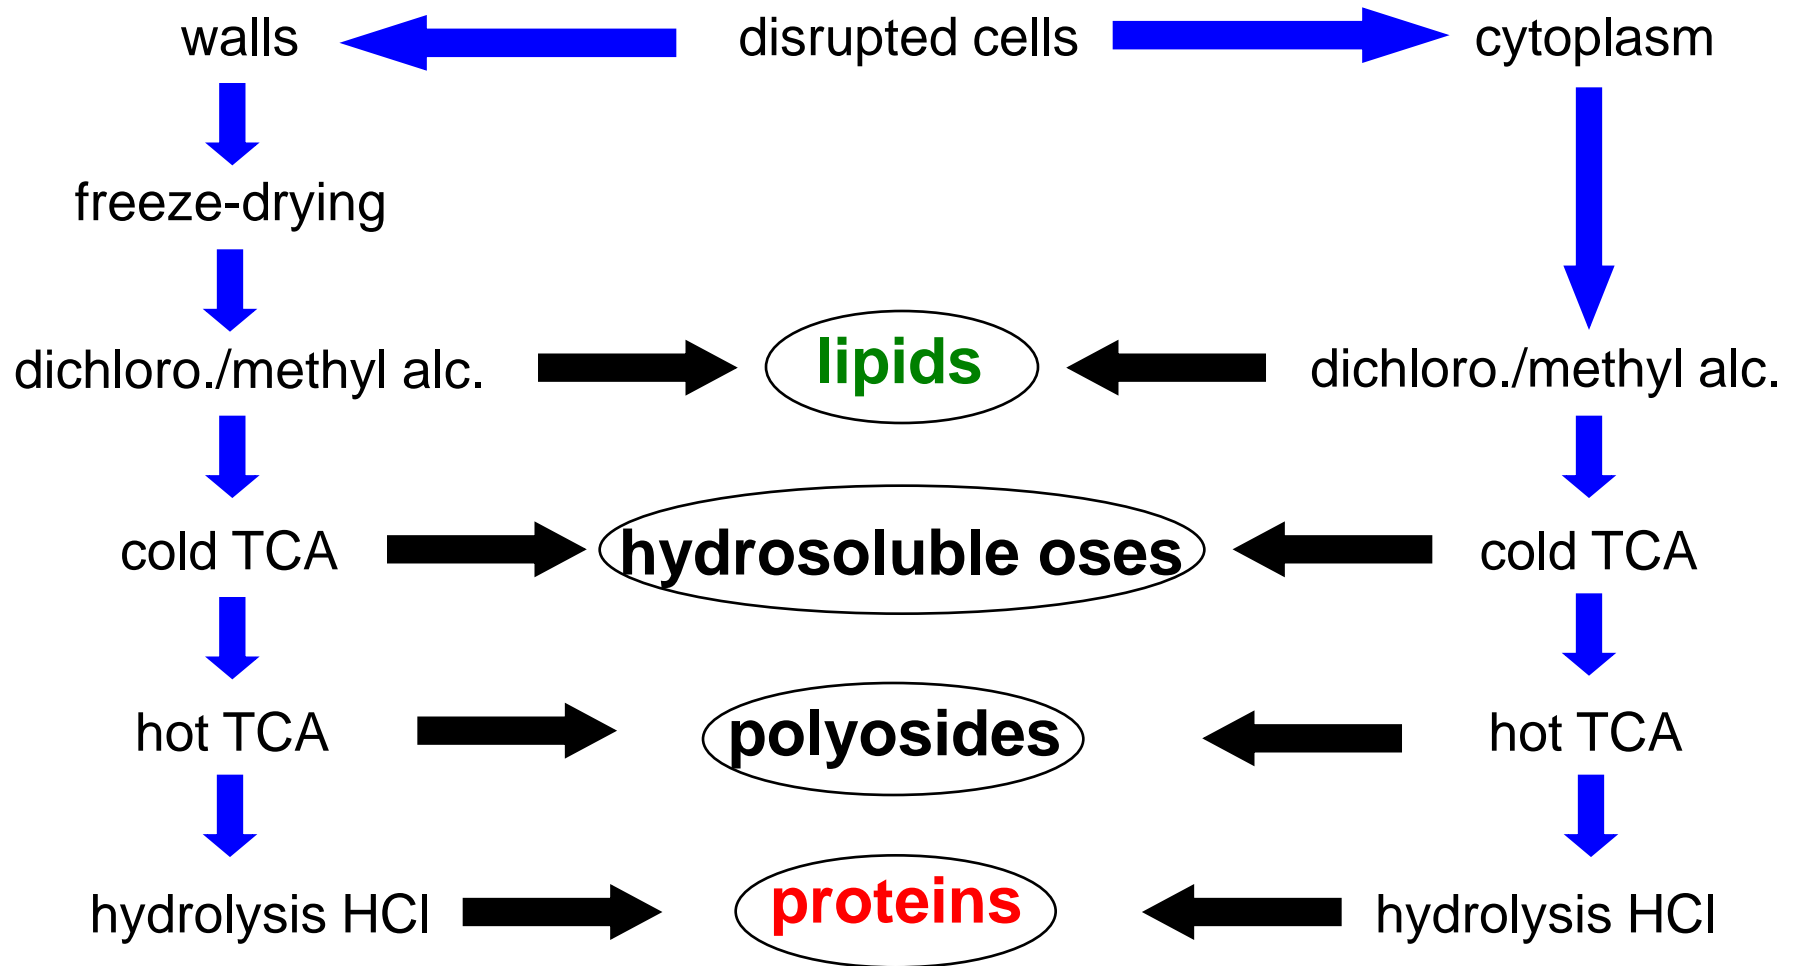 walls
disrupted cells
cytoplasm
freeze-drying
dichloro./methyl alc.
lipids
dichloro./methyl alc.
cold TCA
hydrosoluble oses
cold TCA
hot TCA
polyosides
hot TCA
hydrolysis HCl
proteins
hydrolysis HCl